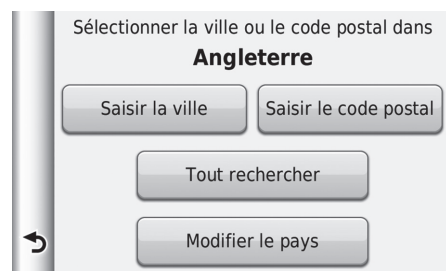 Sélectionner la ville ou le code postal dans
Angleterre
Saisir la ville
Saisir le code postal
Tout rechercher
Modifier le pays